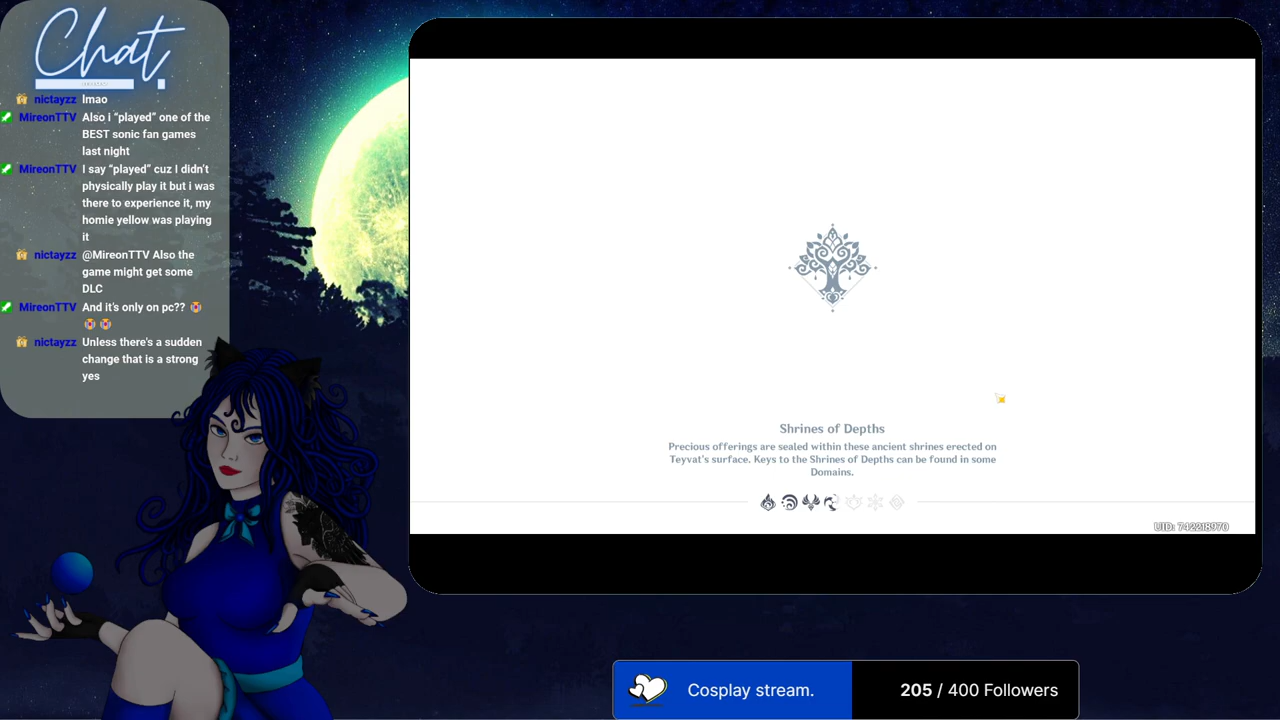 Chat
nictayzz lmao
MireonTTV Also i “played” one of the
BEST sonic fan games
last night
MireonTTV I say “played” cuz I didn’t
physically play it but i was
there to experience it, my
homie yellow was playing
it
nictayzz @MireonTTV Also the
game might get some
DLC
MireonTTV And it’s only on pc??
nictayzz Unless there's a sudden
change that is a strong
yes
Shrines of Depths
Precious offerings are sealed within these ancient shrines erected on
Teyvat's surface. Keys to the Shrines of Depths can be found in some
Domains.
UID: 742218970
Cosplay stream.
205 / 400 Followers